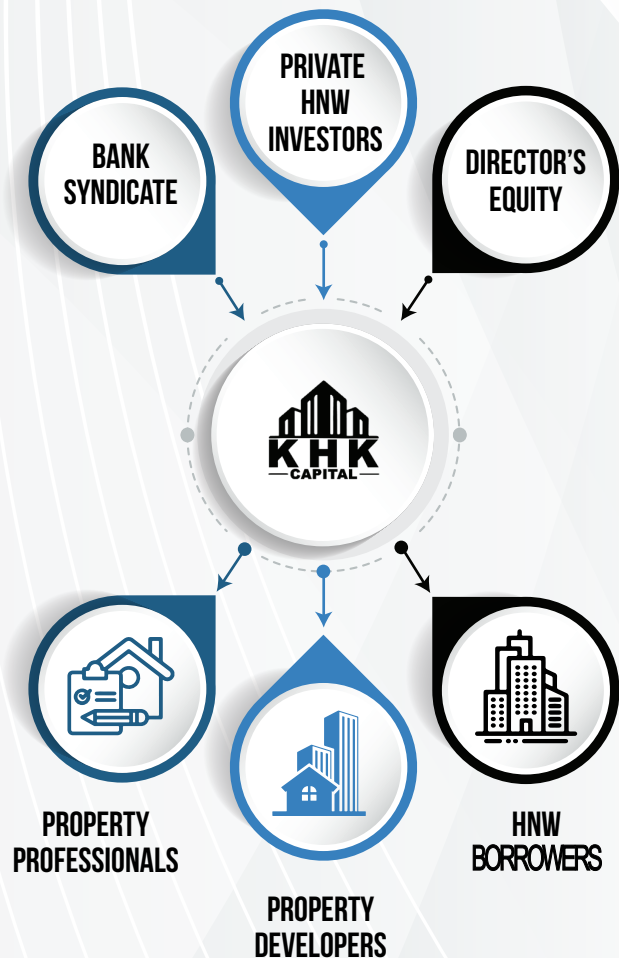 PRIVATE
HNW
INVESTORS
BANK
SYNDICATE
DIRECTOR'S
EQUITY
KHK
CAPITAL
PROPERTY
PROFESSIONALS
HNW
BORROWERS
PROPERTY
DEVELOPERS